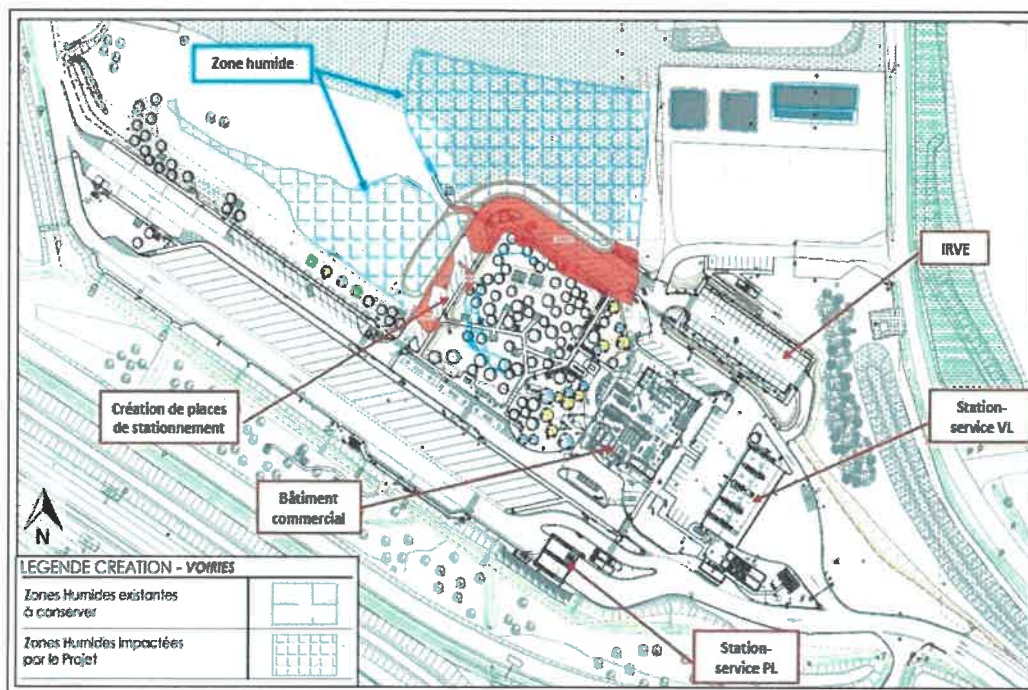 Zone humide
IRVE
Création de places
de stationnement
Station-
service VL
Bâtiment
commercial
N
LEGENDE CREATION - VOIRIES
Zones Humides existantes
à conserver
Zones Humides impactées
par le Projet
Station-
service PL